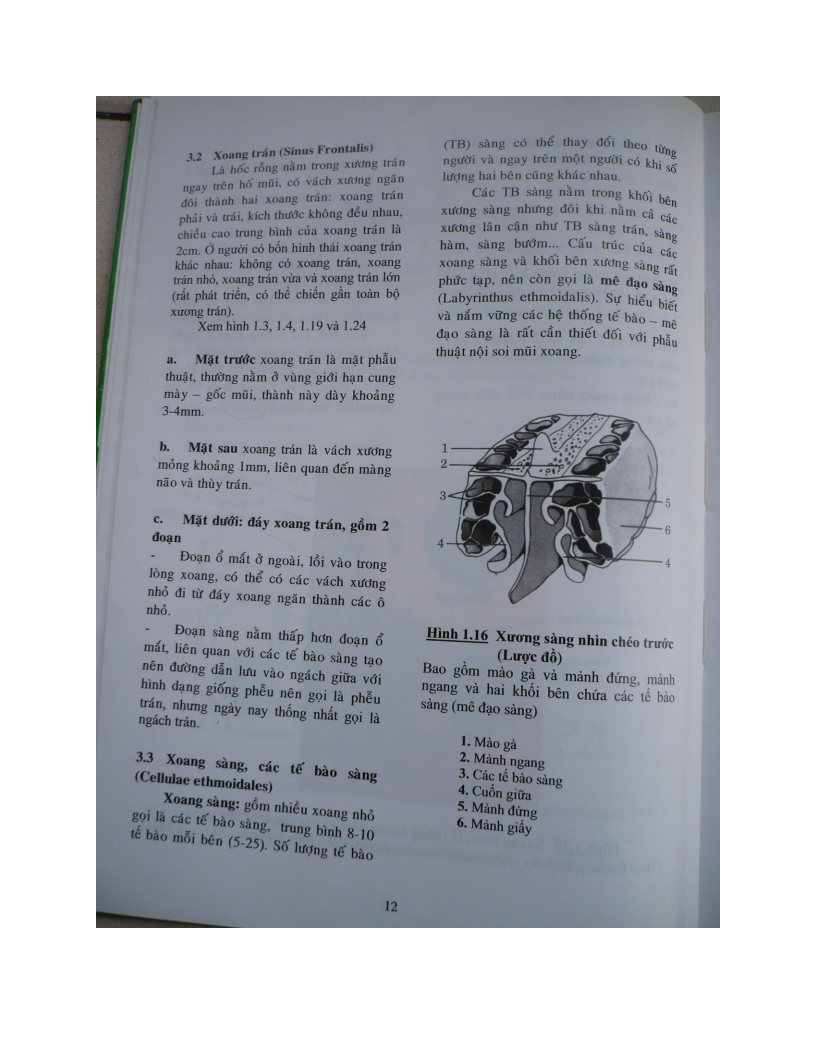 3.2 Xoang trán (Sinus Frontalis)
Là hốc rỗng nằm trong xương trán
ngay trên hố mũi, có vách xương ngăn
đôi thành hai xoang trán: xoang trán
phải và trái, kích thước không đều nhau,
chiều cao trung bình của xoang trán là
2cm. Ở người có bốn hình thái xoang trán
khác nhau: không có xoang trán, xoang
trán nhỏ, xoang trán vừa và xoang trán lớn
(rất phát triển, có thể chiếm gần toàn bộ
xương trán).
Xem hình 1.3, 1.4, 1.19 và 1.24
a. Mặt trước xoang trán là mặt phẫu
thuật, thường nằm ở vùng giới hạn cung
mày – gốc mũi, thành này dày khoảng
3-4mm.
b. Mặt sau xoang trán là vách xương
mỏng khoảng 1mm, liên quan đến màng
não và thùy trán.
c. Mặt dưới: đáy xoang trán, gồm 2
đoạn
- Đoạn ổ mắt ở ngoài, lồi vào trong
lòng xoang, có thể có các vách xương
nhỏ đi từ đáy xoang ngăn thành các ô
nhỏ.
- Đoạn sàng nằm thấp hơn đoạn ổ
mắt, liên quan với các tế bào sàng tạo
nên đường dẫn lưu vào ngách giữa với
hình dạng giống phễu nên gọi là phễu
trán, nhưng ngày nay thống nhất gọi là
ngách trán.
3.3 Xoang sàng, các tế bào sàng
(Cellulae ethmoidales)
Xoang sàng: gồm nhiều xoang nhỏ
gọi là các tế bào sàng, trung bình 8-10
tế bào mỗi bên (5-25). Số lượng tế bào
(TB) sàng có thể thay đổi theo từng
người và ngay trên một người có khi số
lượng hai bên cũng khác nhau.
Các TB sàng nằm trong khối bên
xương sàng nhưng đôi khi nằm cả các
xương lân cận như TB sàng trán, sàng
hàm, sàng bướm... Cấu trúc của các
xoang sàng và khối bên xương sàng rất
phức tạp, nên còn gọi là mê đạo sàng
(Labyrinthus ethmoidalis). Sự hiểu biết
và nắm vững các hệ thống tế bào – mê
đạo sàng là rất cần thiết đối với phẫu
thuật nội soi mũi xoang.
1
2
3
4
5
6
4
Hình 1.16 Xương sàng nhìn chéo trước
(Lược đồ)
Bao gồm mào gà và mảnh đứng, mảnh
ngang và hai khối bên chứa các tế bào
sàng (mê đạo sàng)
1. Mào gà
2. Mảnh ngang
3. Các tế bào sàng
4. Cuốn giữa
5. Mảnh đứng
6. Mảnh giấy
12